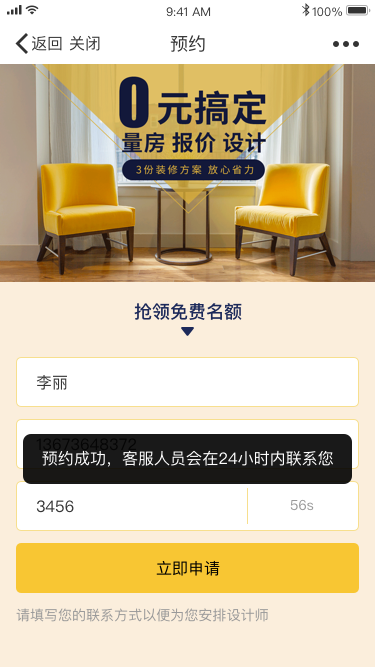 9:41 AM
100%
返回 关闭
预约
0元搞定
量房 报价 设计
3份装修方案 放心省力
抢领免费名额
李丽
13673648372
预约成功，客服人员会在24小时内联系您
3456
56s
立即申请
请填写您的联系方式以便为您安排设计师